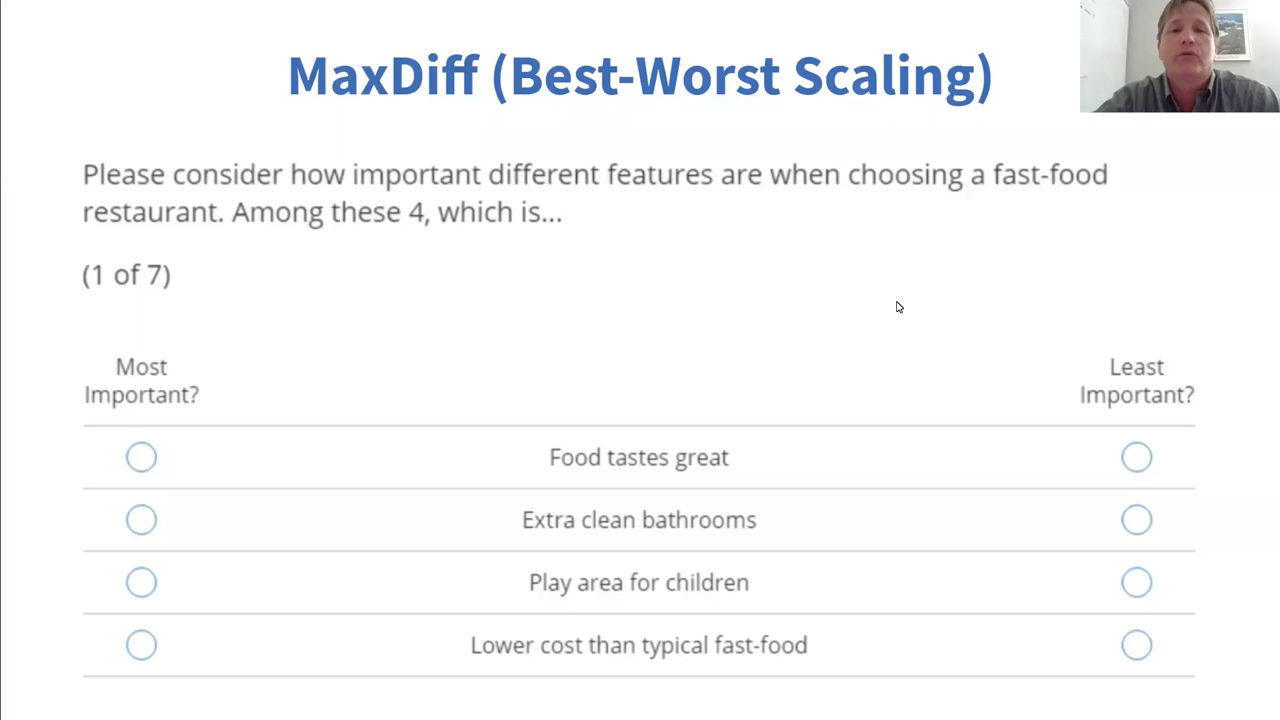 MaxDiff (Best-Worst Scaling)
Please consider how important different features are when choosing a fast-food
restaurant. Among these 4, which is...
(1 of 7)
Most
Important?
Least
Important?
Food tastes great
Extra clean bathrooms
Play area for children
Lower cost than typical fast-food